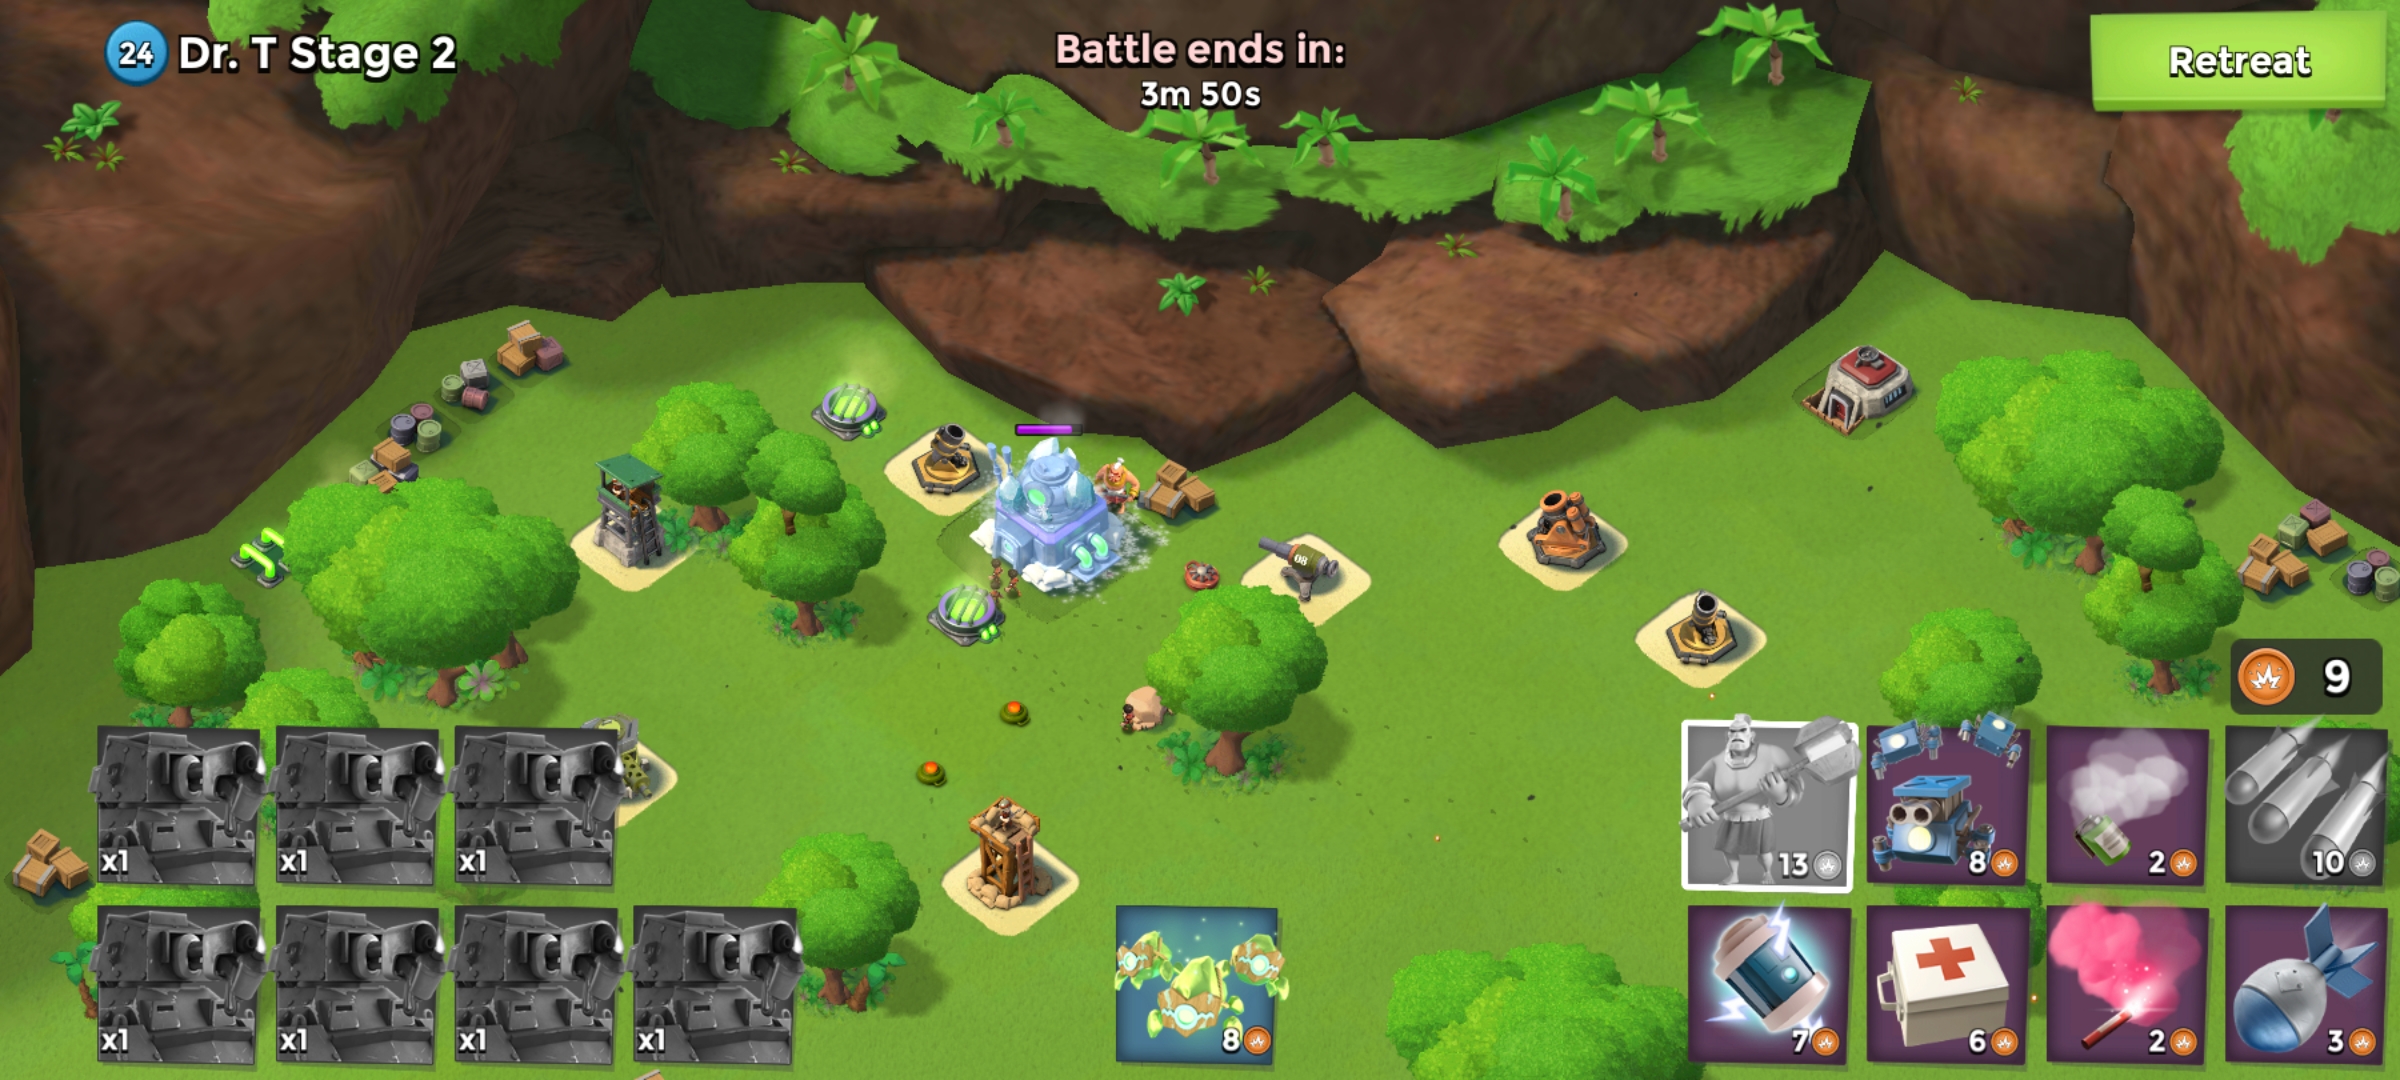 24 Dr. T Stage 2
Battle ends in:
3m 50s
Retreat
08
9
x1 x1 x1
13 8 2 10
x1 x1 x1 x1
8
7 6 2 3